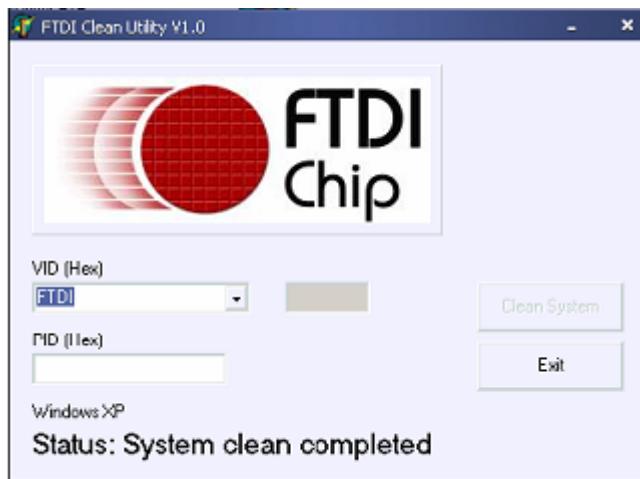 FTDI Clean Utility V1.0
FTDI
Chip
VID (Hex)
FTDI
Clean System
PID (Hex)
Exit
Windows XP
Status: System clean completed